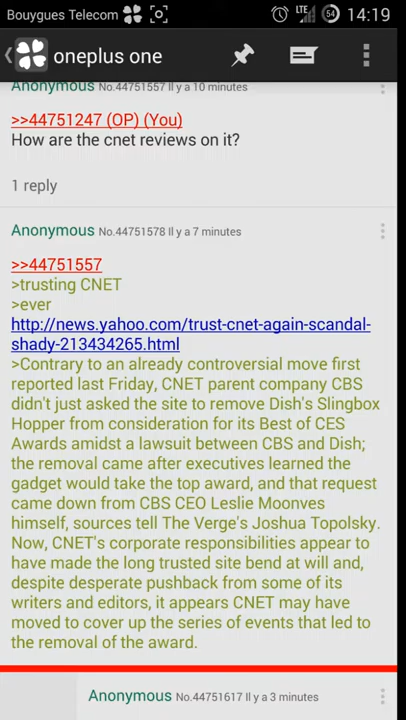 Bouygues Telecom LTE 54 14:19
oneplus one
Anonymous No.44751557 Il y a 10 minutes
>>44751247 (OP) (You)
How are the cnet reviews on it?
1 reply
Anonymous No.44751578 Il y a 7 minutes
>>44751557
>trusting CNET
>ever
http://news.yahoo.com/trust-cnet-again-scandal-
shady-213434265.html
>Contrary to an already controversial move first
reported last Friday, CNET parent company CBS
didn't just asked the site to remove Dish's Slingbox
Hopper from consideration for its Best of CES
Awards amidst a lawsuit between CBS and Dish;
the removal came after executives learned the
gadget would take the top award, and that request
came down from CBS CEO Leslie Moonves
himself, sources tell The Verge's Joshua Topolsky.
Now, CNET's corporate responsibilities appear to
have made the long trusted site bend at will and,
despite desperate pushback from some of its
writers and editors, it appears CNET may have
moved to cover up the series of events that led to
the removal of the award.
Anonymous No.44751617 Il y a 3 minutes